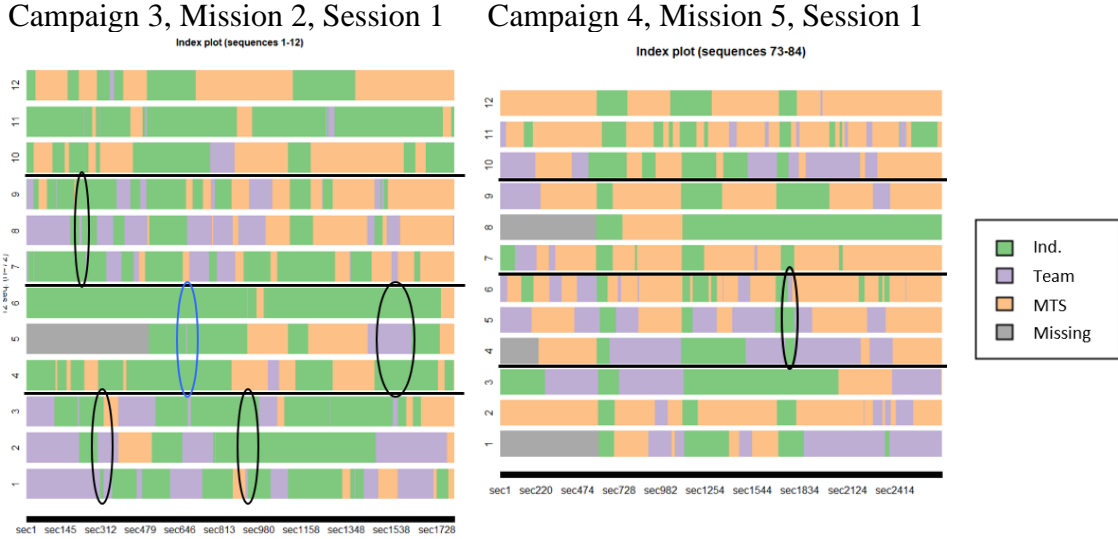 Campaign 3, Mission 2, Session 1
Index plot (sequences 1-12)
12
11
10
9
8
7
6
5
4
3
2
1
sec1 sec145 sec312 sec479 sec646 sec813 sec980 sec1158 sec1348 sec1538 sec1728
Campaign 4, Mission 5, Session 1
Index plot (sequences 73-84)
12
11
10
9
8
7
6
5
4
3
2
1
sec1 sec220 sec474 sec728 sec982 sec1254 sec1544 sec1834 sec2124 sec2414
Ind.
Team
MTS
Missing